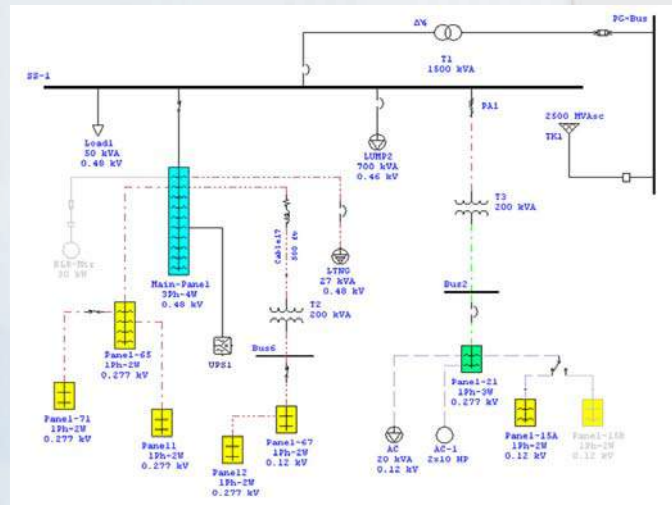 PG-Bus
T1
1500 kVA
SS-1
PA1
2500 MVAsc
TK1
Load1
50 kVA
0.48 kV
LUMP2
700 kVA
0.46 kV
T3
200 kVA
Cable17
500 ft
30 kW
LTNG
27 kVA
0.48 kV
Main-Panel
3Ph-4W
0.48 kV
T2
200 kVA
Bus2
Panel-65
1Ph-2W
0.277 kV
UPS1
Bus6
Panel-21
1Ph-3W
0.277 kV
Panel-71
1Ph-2W
0.277 kV
Panel1
1Ph-2W
0.277 kV
Panel-67
1Ph-2W
0.12 kV
Panel2
1Ph-2W
0.277 kV
AC
20 kVA
0.12 kV
AC-1
2x10 HP
Panel-15A
1Ph-2W
0.12 kV
Panel-15B
1Ph-2W
0.12 kV